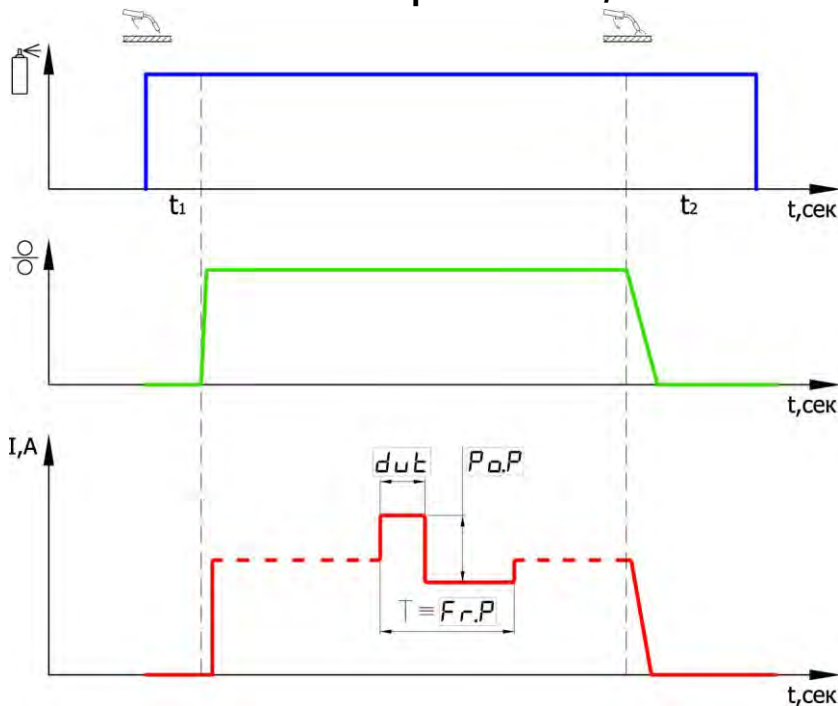 t₁
t₂
t,сек
t,сек
I,A
dut
Po.P
T ≡ Fr.P
t,сек